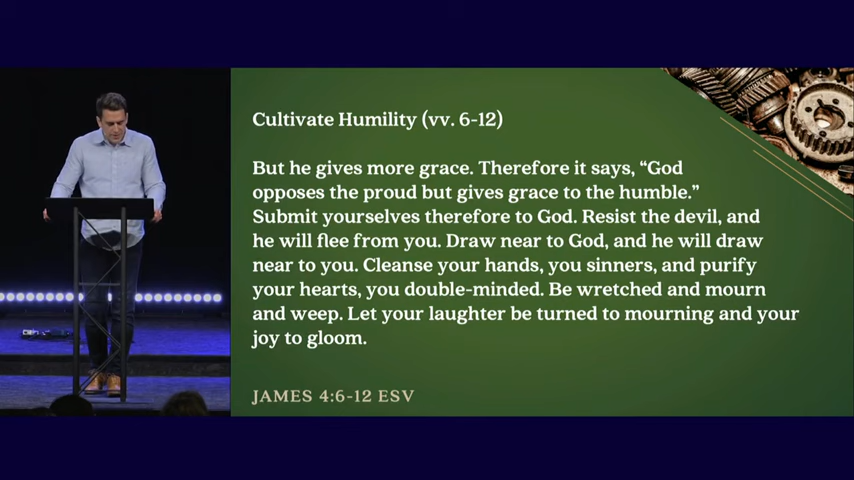 Cultivate Humility (vv. 6-12)
But he gives more grace. Therefore it says, “God
opposes the proud but gives grace to the humble.”
Submit yourselves therefore to God. Resist the devil, and
he will flee from you. Draw near to God, and he will draw
near to you. Cleanse your hands, you sinners, and purify
your hearts, you double-minded. Be wretched and mourn
and weep. Let your laughter be turned to mourning and your
joy to gloom.
JAMES 4:6-12 ESV